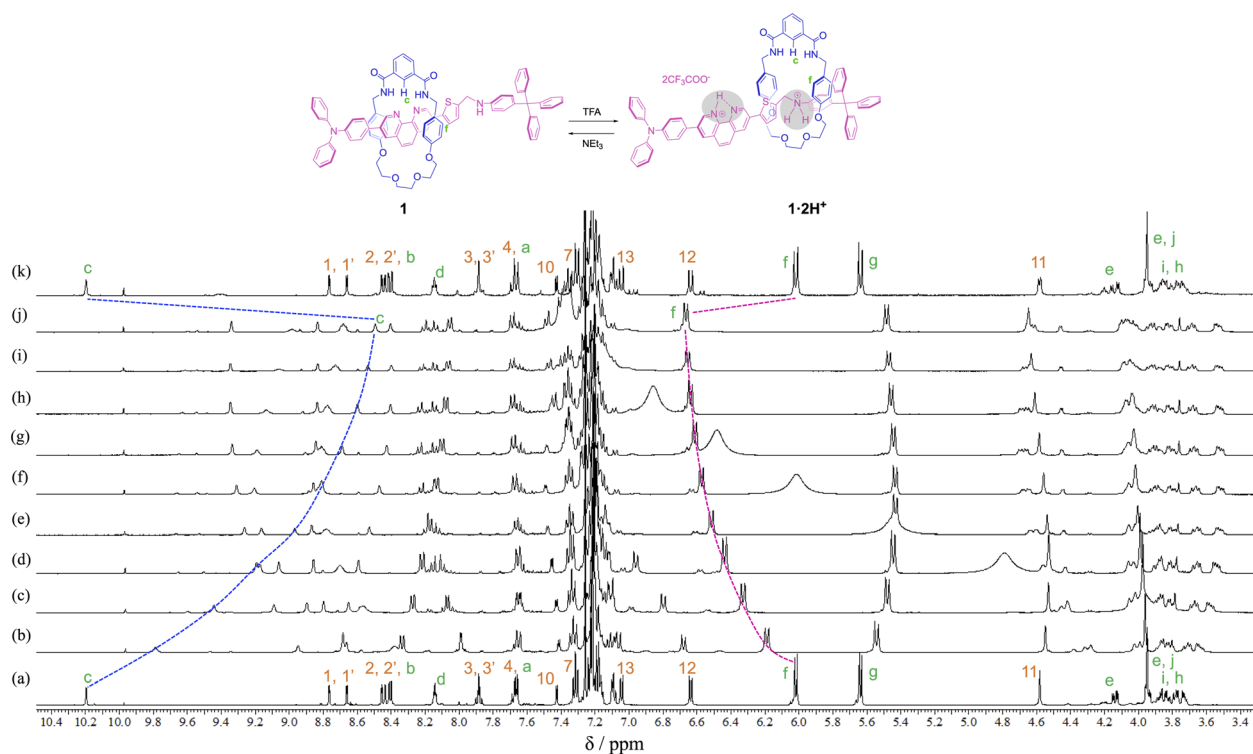 O
O
NH
H
HN
c
O
O
NH
H
HN
c
2CF₃COO⁻
f
H
S
N
N
NH
f
N
S
N
N
N
H
H
TFA
NEt₃
N
O
O
O
O
O
O
O
O
O
O
1
1·2H⁺
(k)
c
1, 1'
2, 2', b
d
3, 3'
4, a
7
10
13
12
f
g
11
e
e, j
i, h
(j)
c
f
(i)
(h)
(g)
(f)
(e)
(d)
(c)
(b)
(a)
c
1, 1'
2, 2', b
d
3, 3'
4, a
7
10
13
12
f
g
11
e
e, j
i, h
10.4 10.2 10.0 9.8 9.6 9.4 9.2 9.0 8.8 8.6 8.4 8.2 8.0 7.8 7.6 7.4 7.2 7.0 6.8 6.6 6.4 6.2 6.0 5.8 5.6 5.4 5.2 5.0 4.8 4.6 4.4 4.2 4.0 3.8 3.6 3.4
δ / ppm